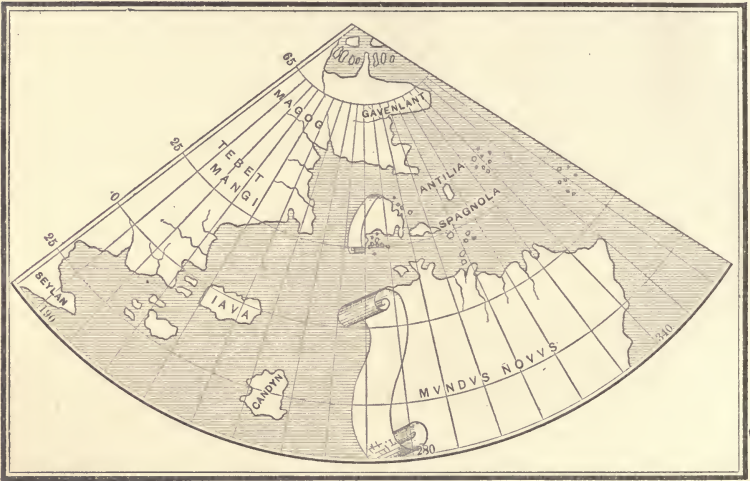 65
MAGOG
GAVENLANT
25
TEBET
MANGI
ANTILIA
SPAGNOLA
0
25
SEYLAN
190
IAVA
340
MVNDVS NOVVS
CANDYN
280